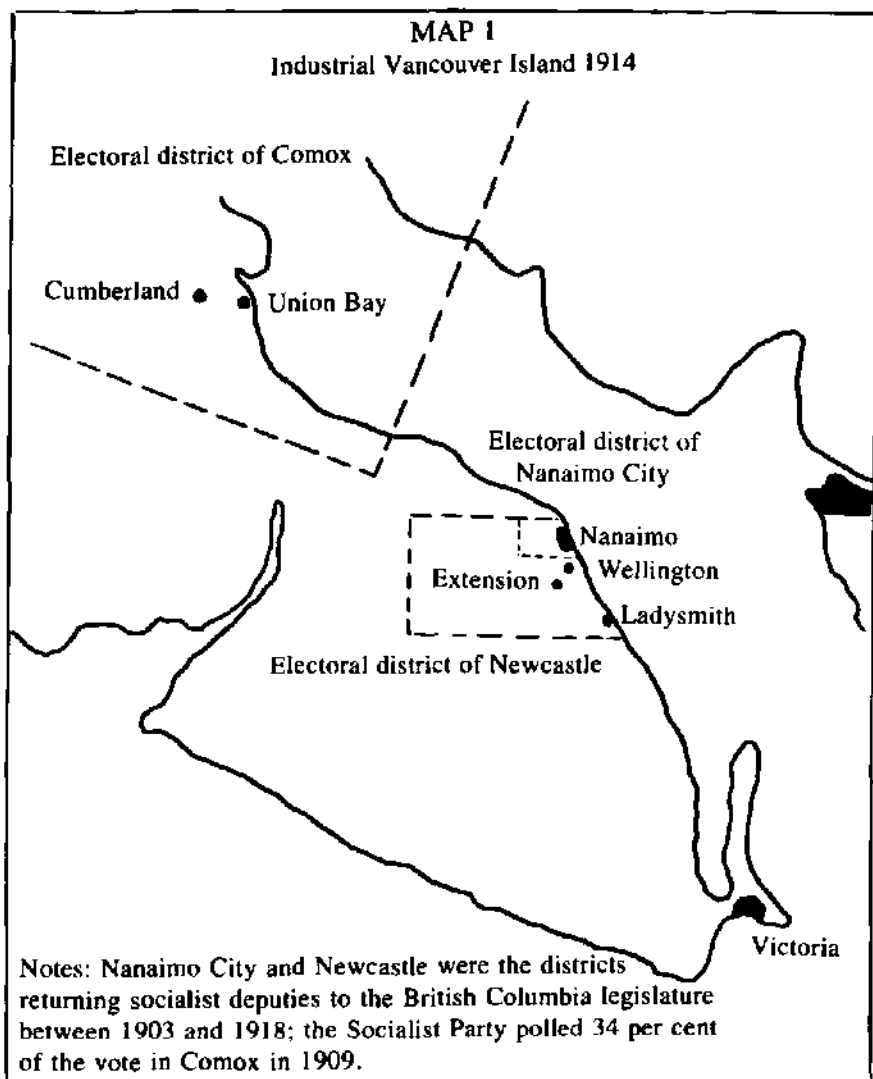 MAP 1
Industrial Vancouver Island 1914
Electoral district of Comox
Cumberland
Union Bay
Electoral district of
Nanaimo City
Nanaimo
Wellington
Extension
Ladysmith
Electoral district of Newcastle
Victoria
Notes: Nanaimo City and Newcastle were the districts
returning socialist deputies to the British Columbia legislature
between 1903 and 1918; the Socialist Party polled 34 per cent
of the vote in Comox in 1909.